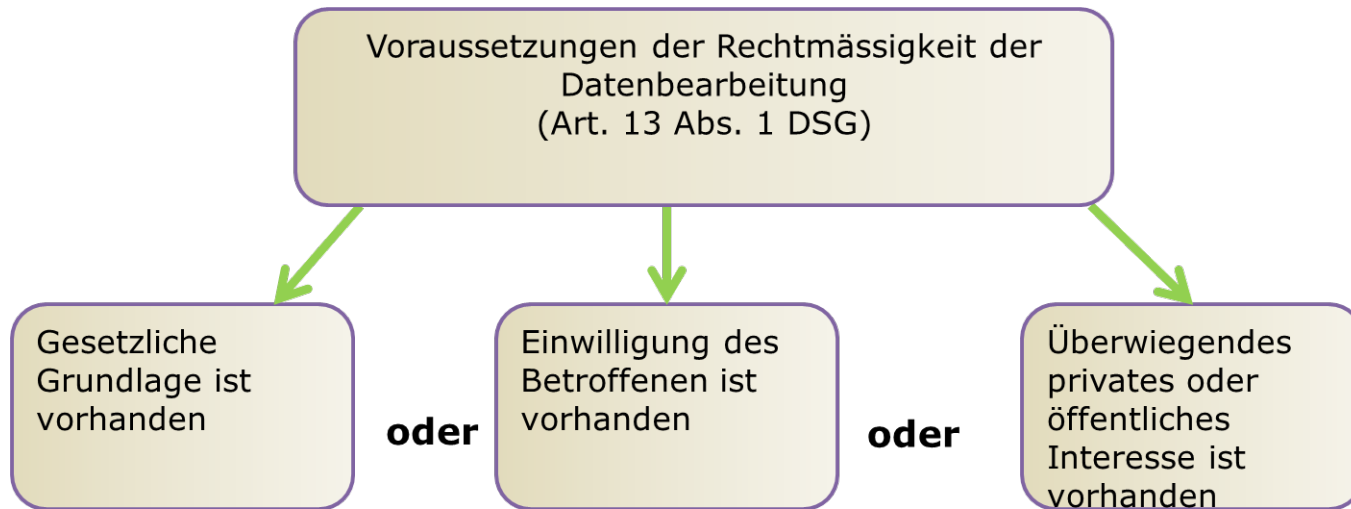 Voraussetzungen der Rechtmässigkeit der
Datenbearbeitung
(Art. 13 Abs. 1 DSG)
Gesetzliche
Grundlage ist
vorhanden
oder
Einwilligung des
Betroffenen ist
vorhanden
oder
Überwiegendes
privates oder
öffentliches
Interesse ist
vorhanden